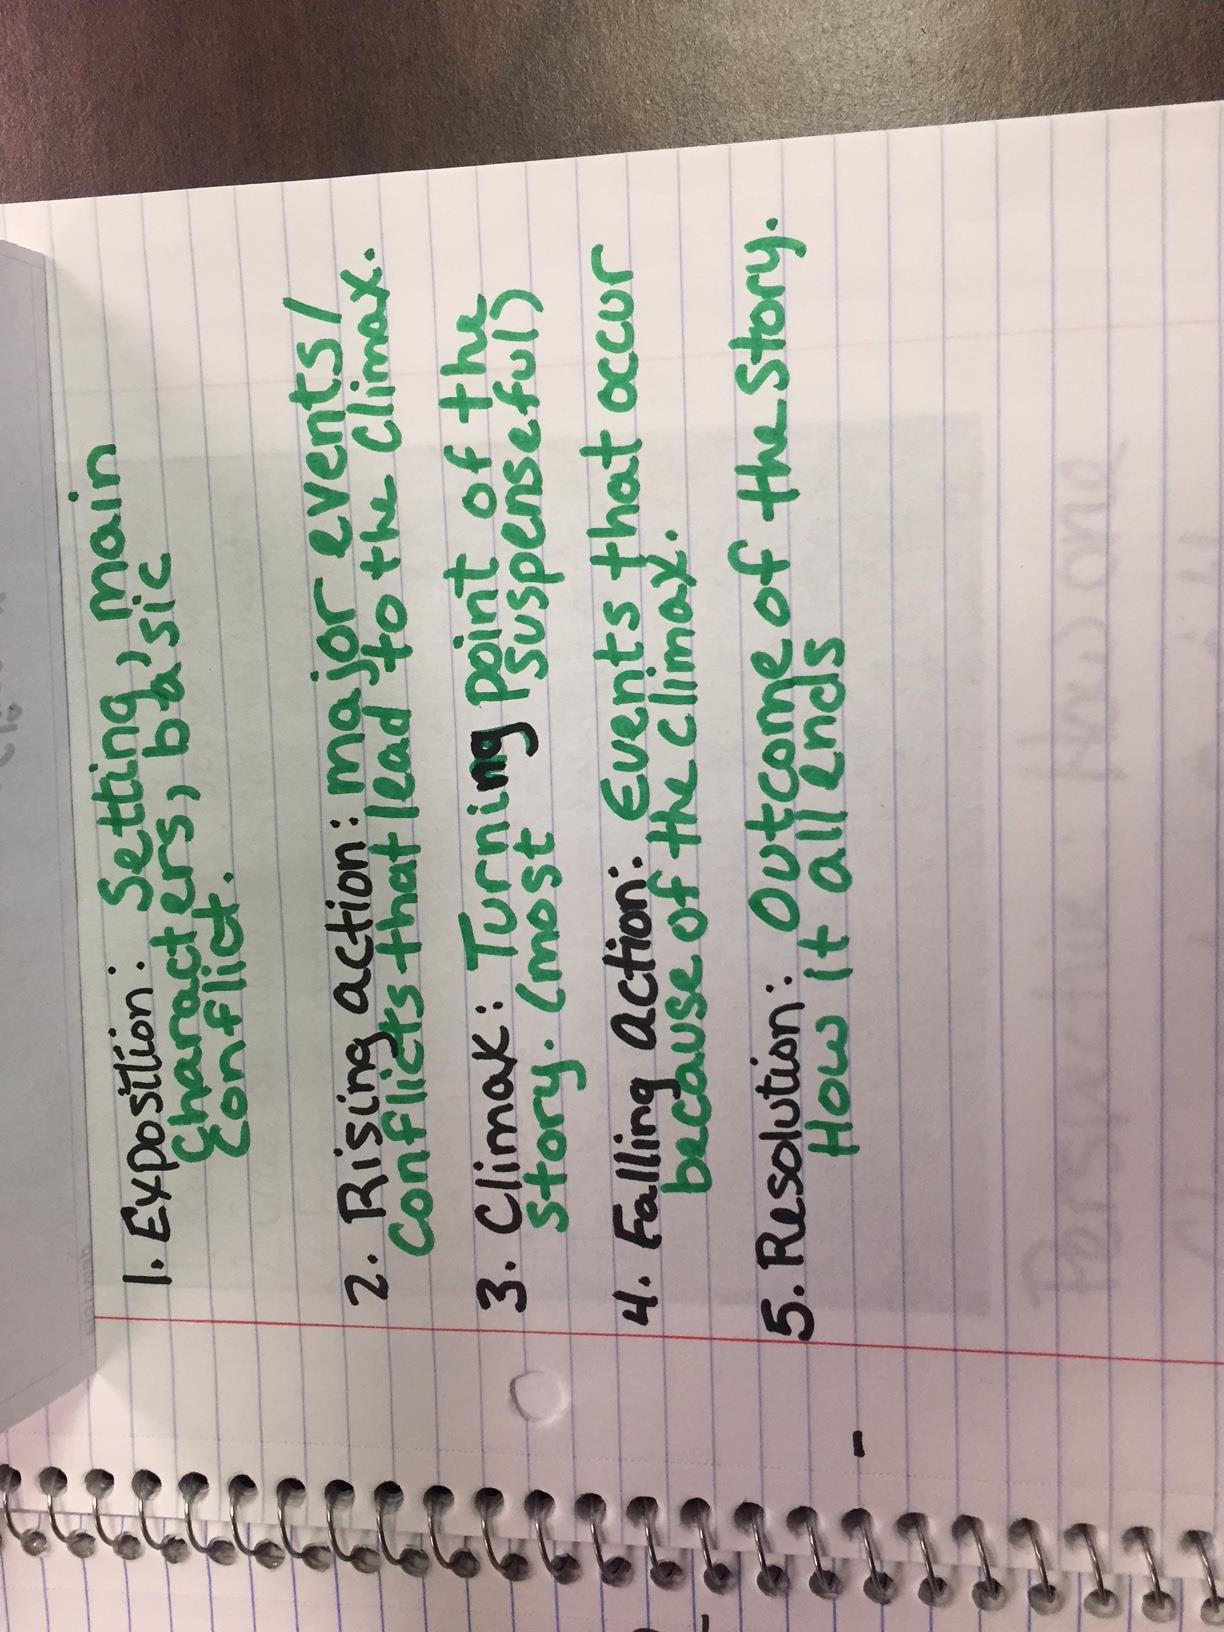 1. Exposition: Setting, main
Characters, basic
Conflict.
2. Rising action: major events/
conflicts that lead to the climax.
3. Climax: Turning point of the
story. (most suspenseful)
4. Falling action: Events that occur
because of the climax.
5. Resolution: Outcome of the story.
How it all ends